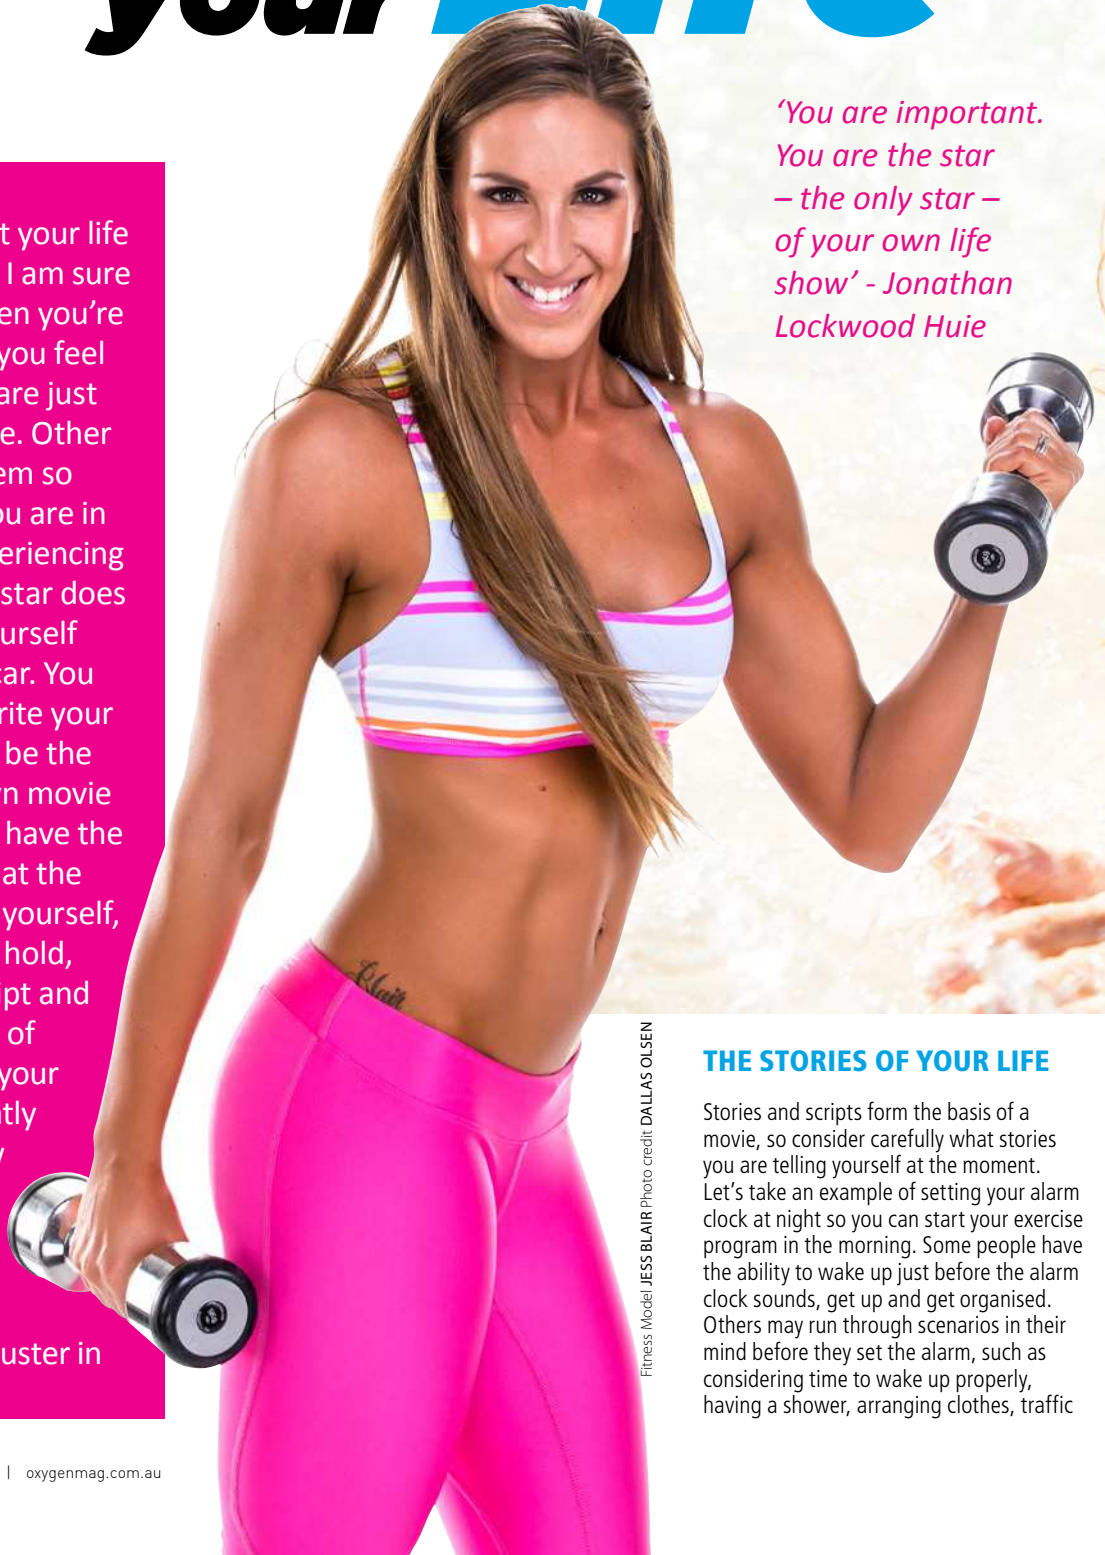 your LIFE
t your life
I am sure
en you're
you feel
are just
e. Other
em so
ou are in
eriencing
star does
urself
car. You
rite your
be the
n movie
have the
at the
yourself,
hold,
ipt and
of
your
tly
uster in
| oxygenmag.com.au
‘You are important.
You are the star
– the only star –
of your own life
show’ - Jonathan
Lockwood Huie
Blair
Fitness Model JESS BLAIR Photo credit DALLAS OLSEN
THE STORIES OF YOUR LIFE
Stories and scripts form the basis of a
movie, so consider carefully what stories
you are telling yourself at the moment.
Let’s take an example of setting your alarm
clock at night so you can start your exercise
program in the morning. Some people have
the ability to wake up just before the alarm
clock sounds, get up and get organised.
Others may run through scenarios in their
mind before they set the alarm, such as
considering time to wake up properly,
having a shower, arranging clothes, traffic